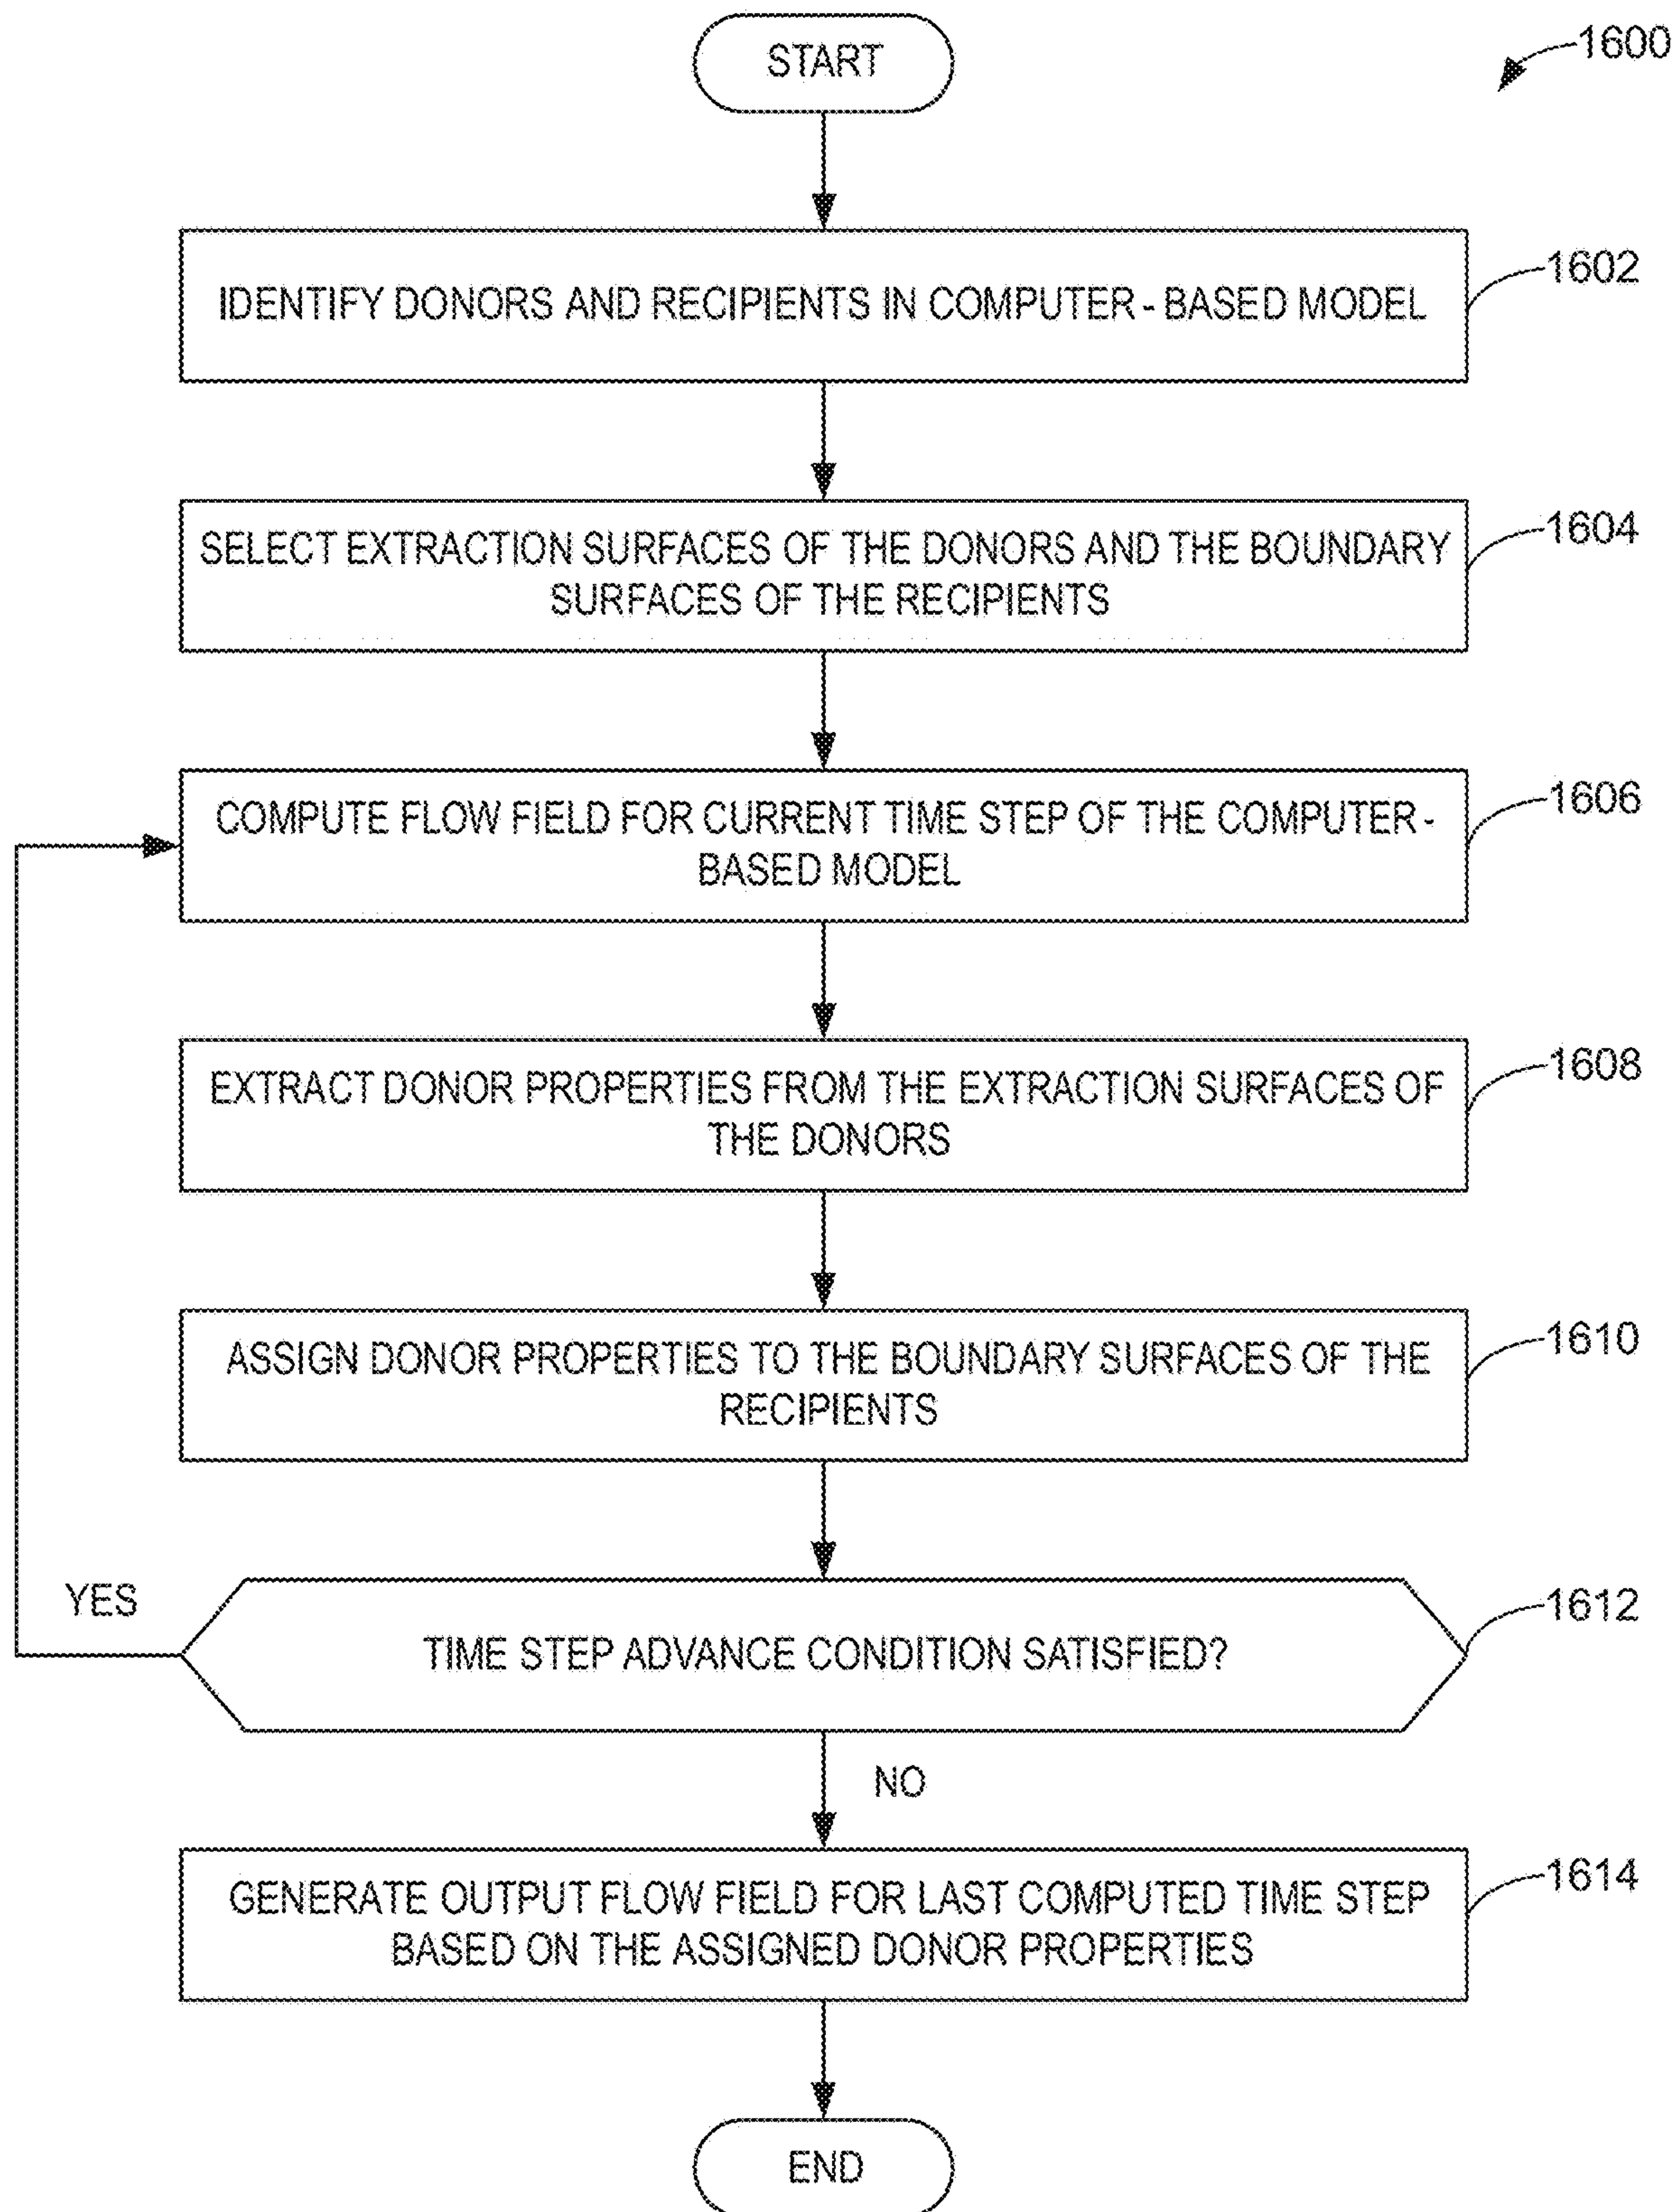 START
1600
IDENTIFY DONORS AND RECIPIENTS IN COMPUTER - BASED MODEL
1602
SELECT EXTRACTION SURFACES OF THE DONORS AND THE BOUNDARY
SURFACES OF THE RECIPIENTS
1604
COMPUTE FLOW FIELD FOR CURRENT TIME STEP OF THE COMPUTER -
BASED MODEL
1606
EXTRACT DONOR PROPERTIES FROM THE EXTRACTION SURFACES OF
THE DONORS
1608
ASSIGN DONOR PROPERTIES TO THE BOUNDARY SURFACES OF THE
RECIPIENTS
1610
YES
TIME STEP ADVANCE CONDITION SATISFIED?
1612
NO
GENERATE OUTPUT FLOW FIELD FOR LAST COMPUTED TIME STEP
BASED ON THE ASSIGNED DONOR PROPERTIES
1614
END